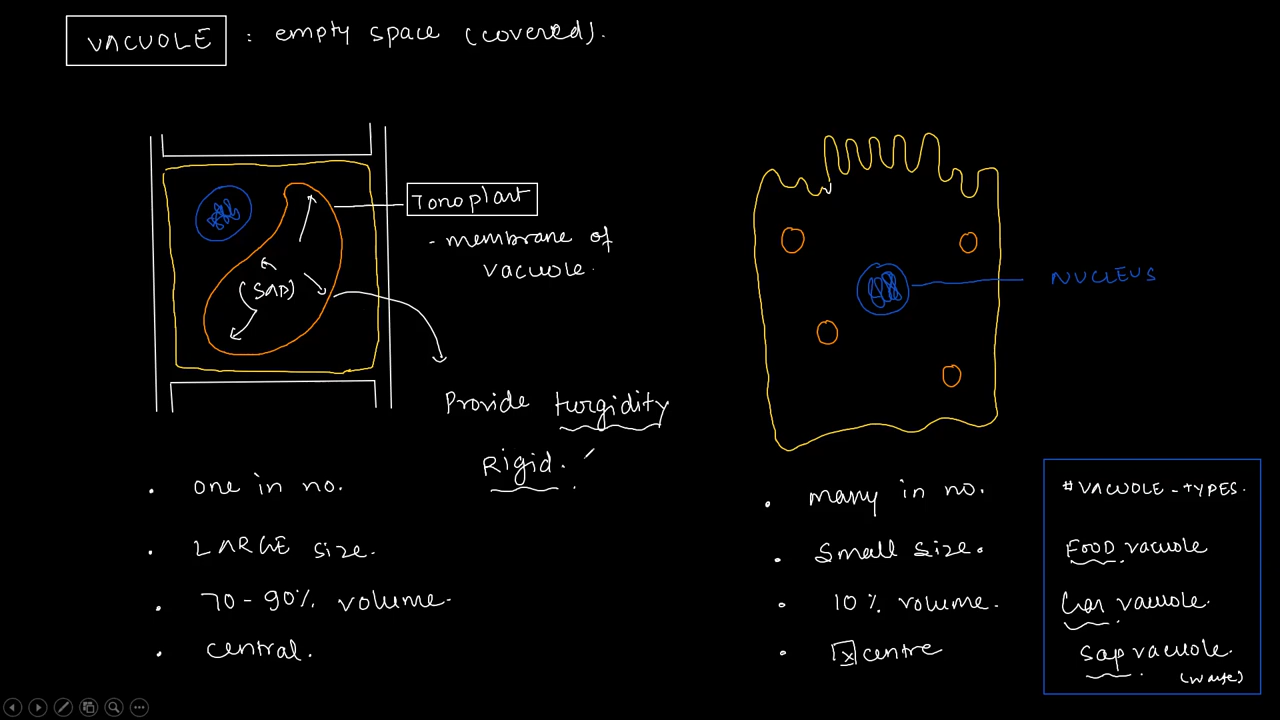 VACUOLE : empty space (covered).
Tonoplast
- membrane of
vacuole.
(SAP)
Provide turgidity
Rigid.
. one in no.
. LARGE size.
. 70-90% volume.
. central.
NUCLEUS
. many in no.
. Small size.
. 10% volume.
. [x] centre
# VACUOLE - TYPES.
FOOD vacuole
Gas vacuole.
Sap vacuole.
(waste)